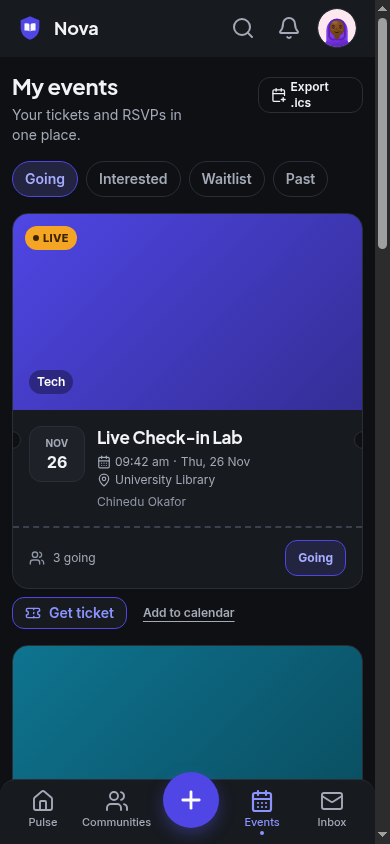 Nova
My events
Your tickets and RSVPs in
one place.
Export
.ics
Going
Interested
Waitlist
Past
LIVE
Tech
NOV
26
Live Check-in Lab
09:42 am · Thu, 26 Nov
University Library
Chinedu Okafor
3 going
Going
Get ticket
Add to calendar
Pulse
Communities
Events
Inbox